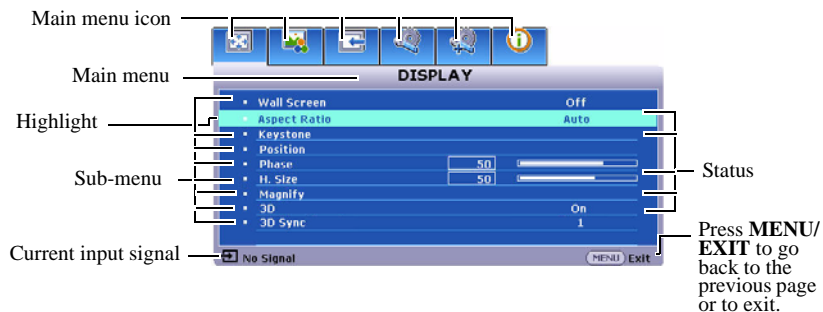 Main menu icon
Main menu
DISPLAY
Wall Screen Off
Highlight
Aspect Ratio Auto
Keystone
Position
Phase 50
Status
Sub-menu
H. Size 50
Magnify
3D On
3D Sync 1
Current input signal
No Signal
MENU Exit
Press MENU/
EXIT to go
back to the
previous page
or to exit.